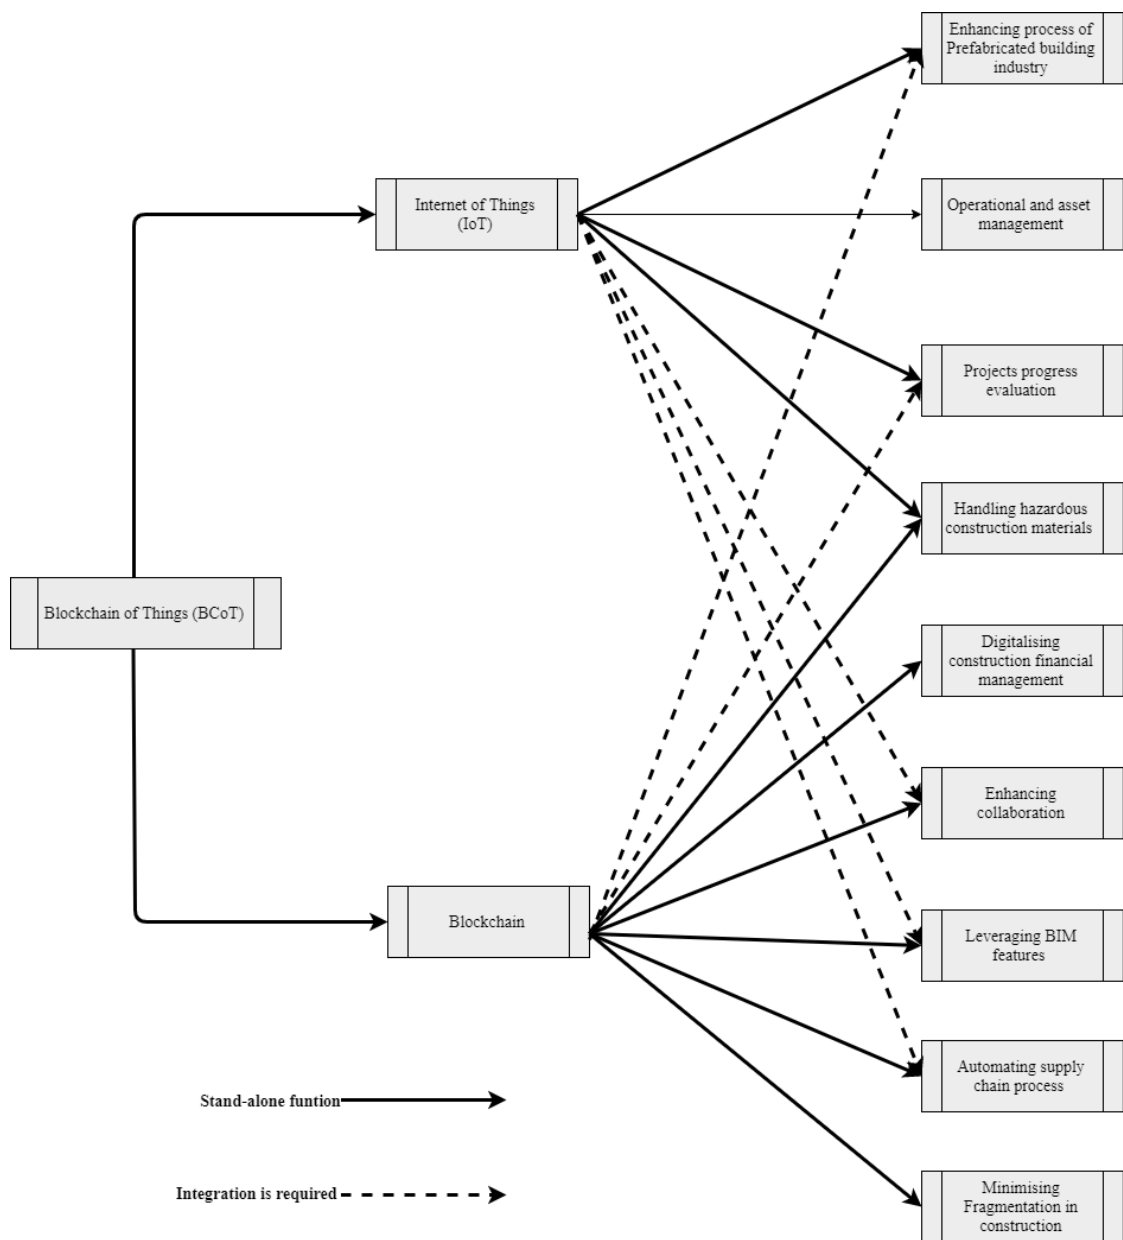 Enhancing process of
Prefabricated building
industry
Internet of Things
(IoT)
Operational and asset
management
Projects progress
evaluation
Handling hazardous
construction materials
Blockchain of Things (BCoT)
Digitalising
construction financial
management
Enhancing
collaboration
Blockchain
Leveraging BIM
features
Automating supply
chain process
Stand-alone funtion
Integration is required
Minimising
Fragmentation in
construction